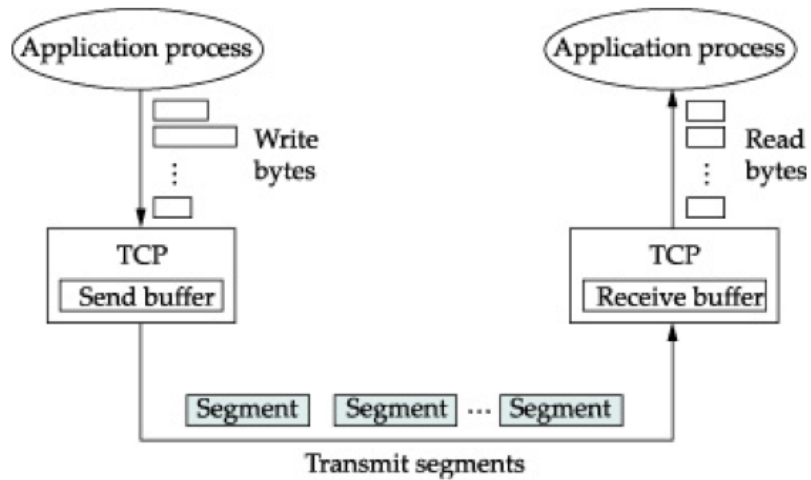 Application process
Application process
Write
bytes
Read
bytes
TCP
Send buffer
TCP
Receive buffer
Segment
Segment
... Segment
Transmit segments